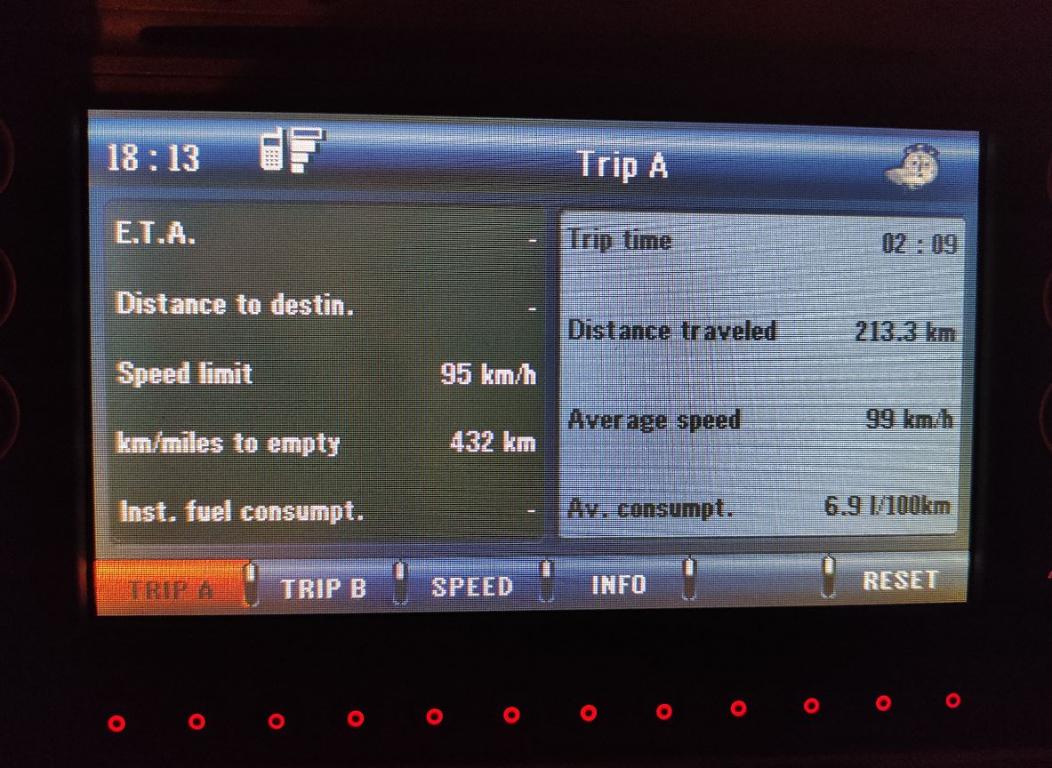 18 : 13 Trip A
E.T.A. -
Distance to destin. -
Speed limit 95 km/h
km/miles to empty 432 km
Inst. fuel consumpt. -
Trip time 02 : 09
Distance traveled 213.3 km
Average speed 99 km/h
Av. consumpt. 6.9 l/100km
TRIP A TRIP B SPEED INFO RESET